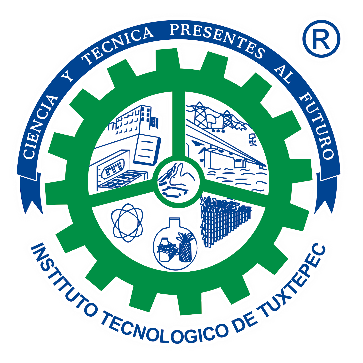 CIENCIA Y TECNICA PRESENTES AL FUTURO
®
INSTITUTO TECNOLOGICO DE TUXTEPEC